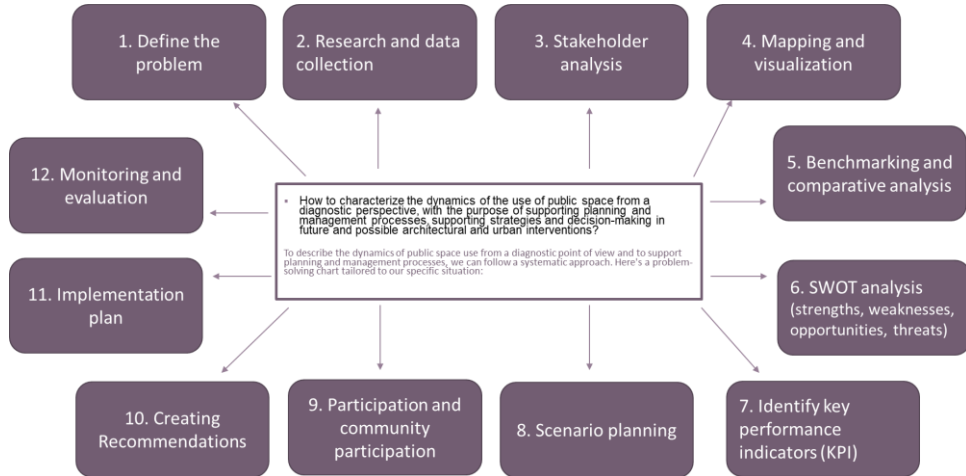 1. Define the
problem
2. Research and data
collection
3. Stakeholder
analysis
4. Mapping and
visualization
12. Monitoring and
evaluation
5. Benchmarking and
comparative analysis
• How to characterize the dynamics of the use of public space from a
diagnostic perspective, with the purpose of supporting planning and
management processes, supporting strategies and decision-making in
future and possible architectural and urban interventions?
To describe the dynamics of public space use from a diagnostic point of view and to support
planning and management processes, we can follow a systematic approach. Here's a problem-
solving chart tailored to our specific situation:
11. Implementation
plan
6. SWOT analysis
(strengths, weaknesses,
opportunities, threats)
10. Creating
Recommendations
9. Participation and
community
participation
8. Scenario planning
7. Identify key
performance
indicators (KPI)